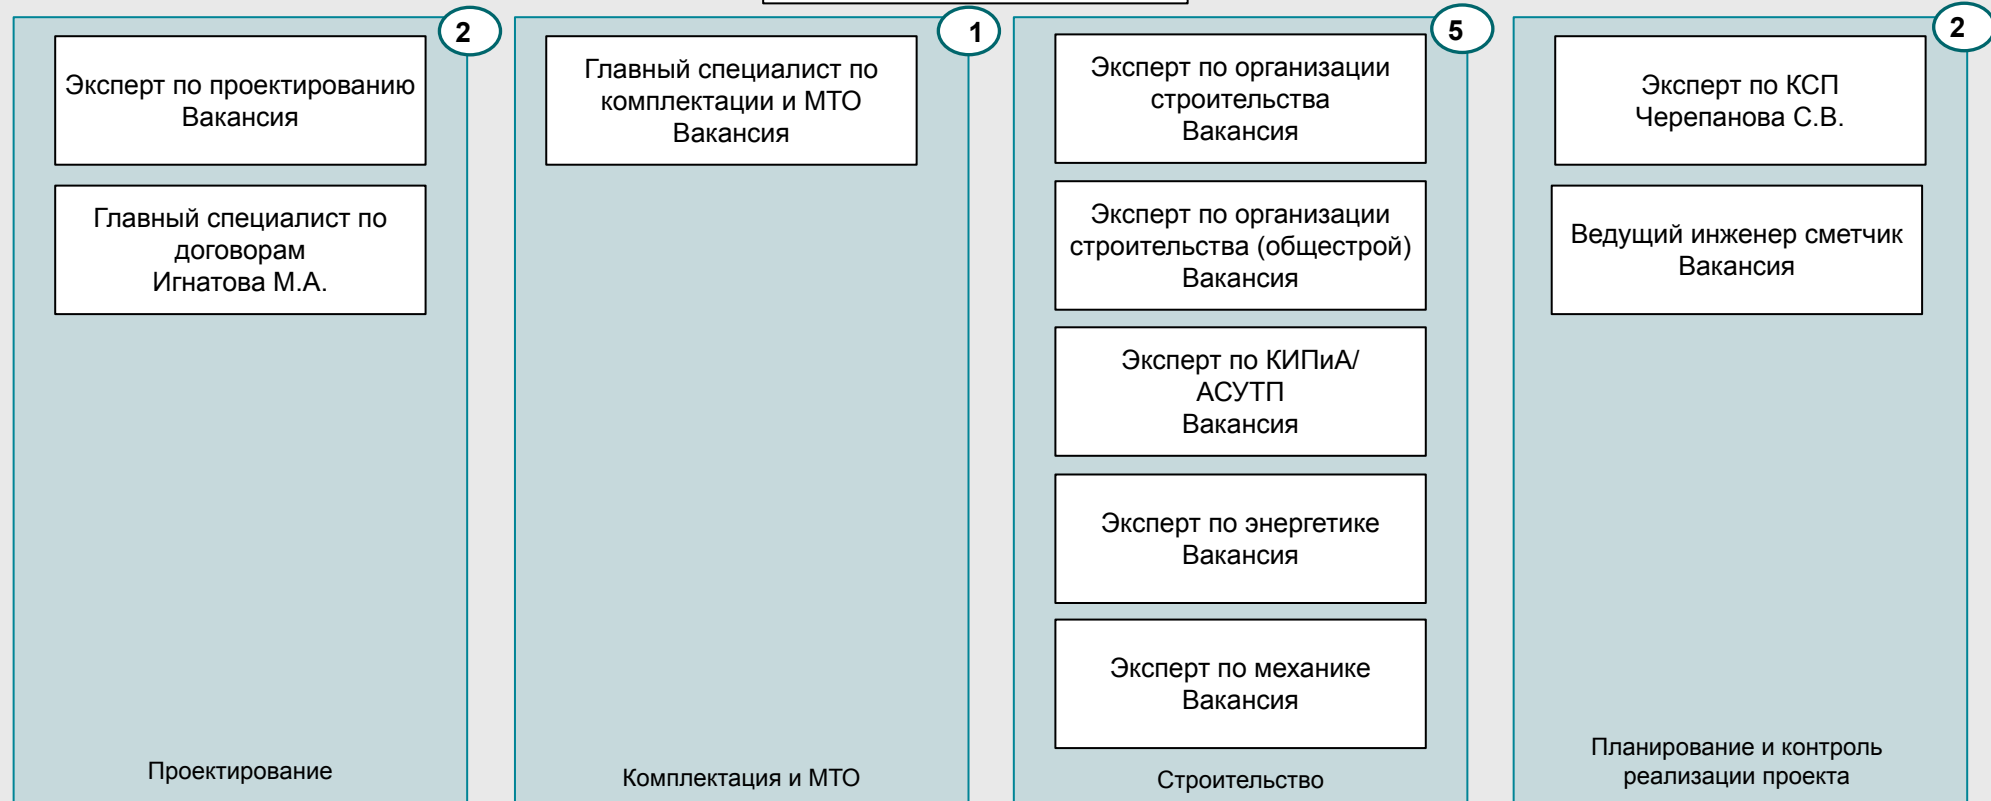 2
Эксперт по проектированию
Вакансия
Главный специалист по
договорам
Игнатова М.А.
Проектирование
1
Главный специалист по
комплектации и МТО
Вакансия
Комплектация и МТО
5
Эксперт по организации
строительства
Вакансия
Эксперт по организации
строительства (общестрой)
Вакансия
Эксперт по КИПиА/
АСУТП
Вакансия
Эксперт по энергетике
Вакансия
Эксперт по механике
Вакансия
Строительство
2
Эксперт по КСП
Черепанова С.В.
Ведущий инженер сметчик
Вакансия
Планирование и контроль
реализации проекта